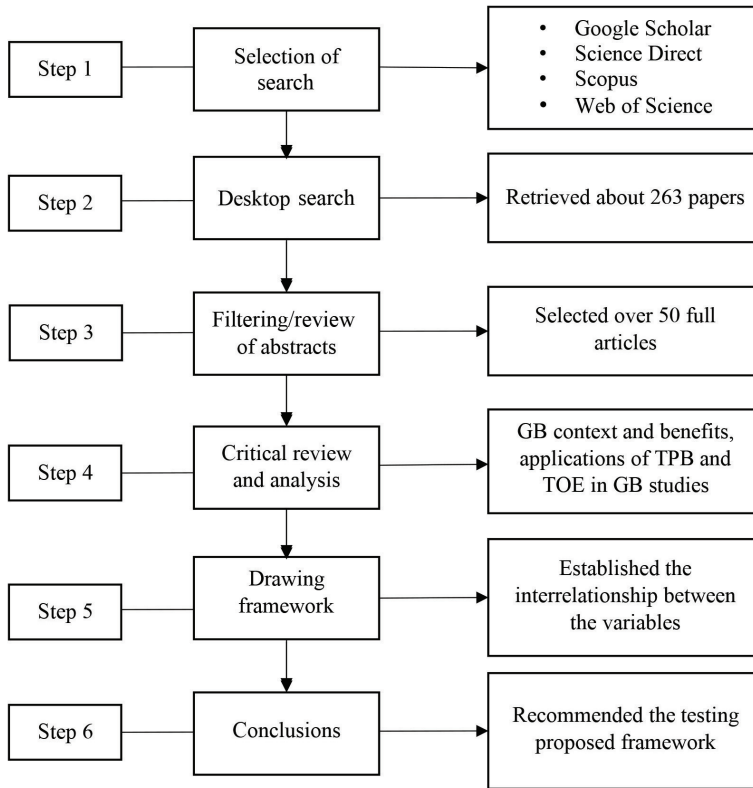 Step 1
Selection of
search
• Google Scholar
• Science Direct
• Scopus
• Web of Science
Step 2
Desktop search
Retrieved about 263 papers
Step 3
Filtering/review
of abstracts
Selected over 50 full
articles
Step 4
Critical review
and analysis
GB context and benefits,
applications of TPB and
TOE in GB studies
Step 5
Drawing
framework
Established the
interrelationship between
the variables
Step 6
Conclusions
Recommended the testing
proposed framework